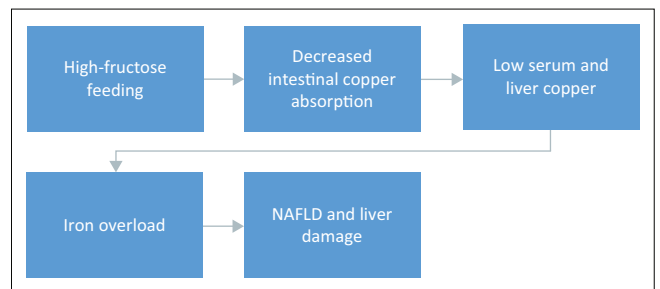 High-fructose
feeding
Decreased
intestinal copper
absorption
Low serum and
liver copper
Iron overload
NAFLD and liver
damage